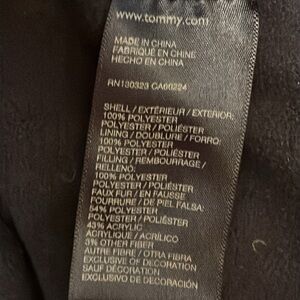 www.tommy.com
MADE IN CHINA
FABRIQUÉ EN CHINE
HECHO EN CHINA
RN130323 CA00224
SHELL / EXTÉRIEUR / EXTERIOR:
100% POLYESTER
POLYESTER / POLIÉSTER
LINING / DOUBLURE / FORRO:
100% POLYESTER
POLYESTER / POLIÉSTER
FILLING / REMBOURRAGE /
RELLENO:
100% POLYESTER
POLYESTER / POLIÉSTER
FAUX FUR / EN FAUSSE
FOURRURE / DE PIEL FALSA:
54% POLYESTER
POLYESTER / POLIÉSTER
43% ACRYLIC
ACRYLIQUE / ACRÍLICO
3% OTHER FIBER
AUTRE FIBRE / OTRA FIBRA
EXCLUSIVE OF DECORATION
SAUF DÉCORATION
EXCLUSIVO DE DECORACIÓN